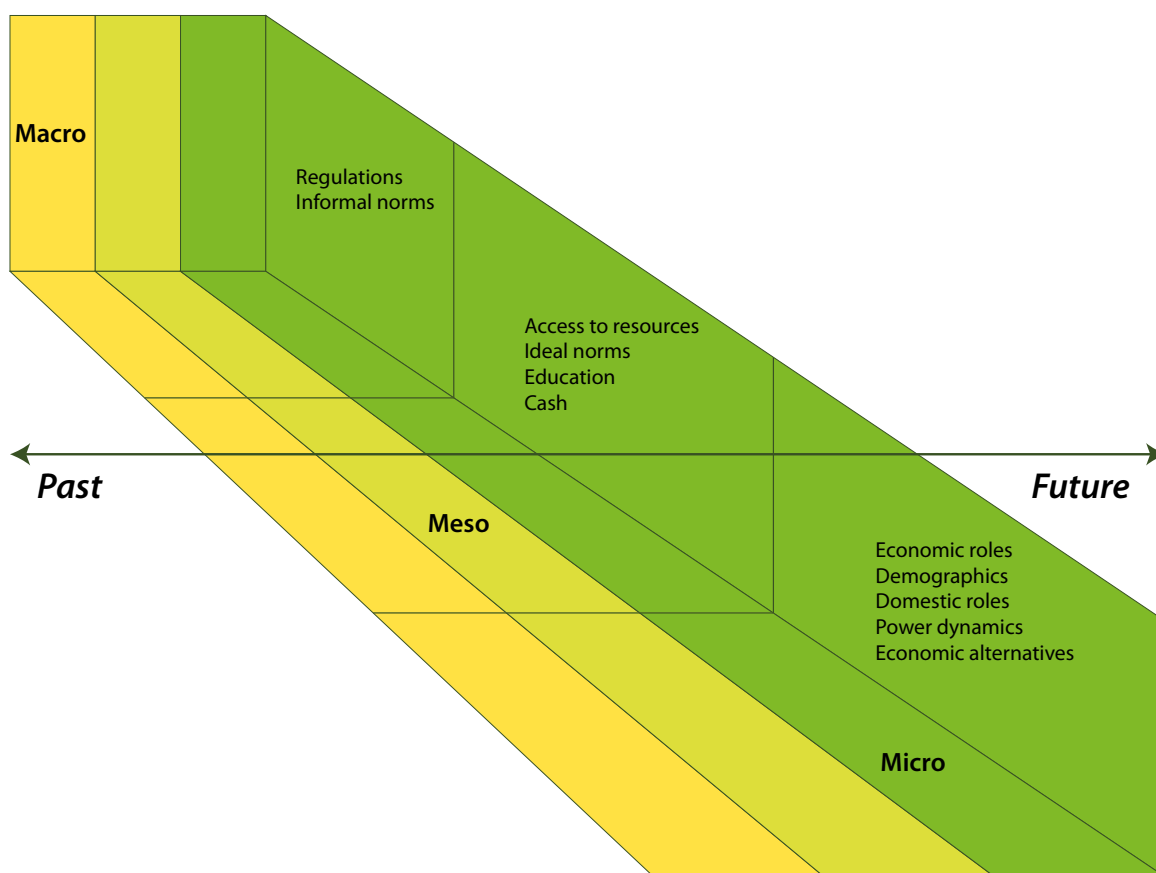 Macro
Regulations
Informal norms
Access to resources
Ideal norms
Education
Cash
Past
Future
Meso
Economic roles
Demographics
Domestic roles
Power dynamics
Economic alternatives
Micro